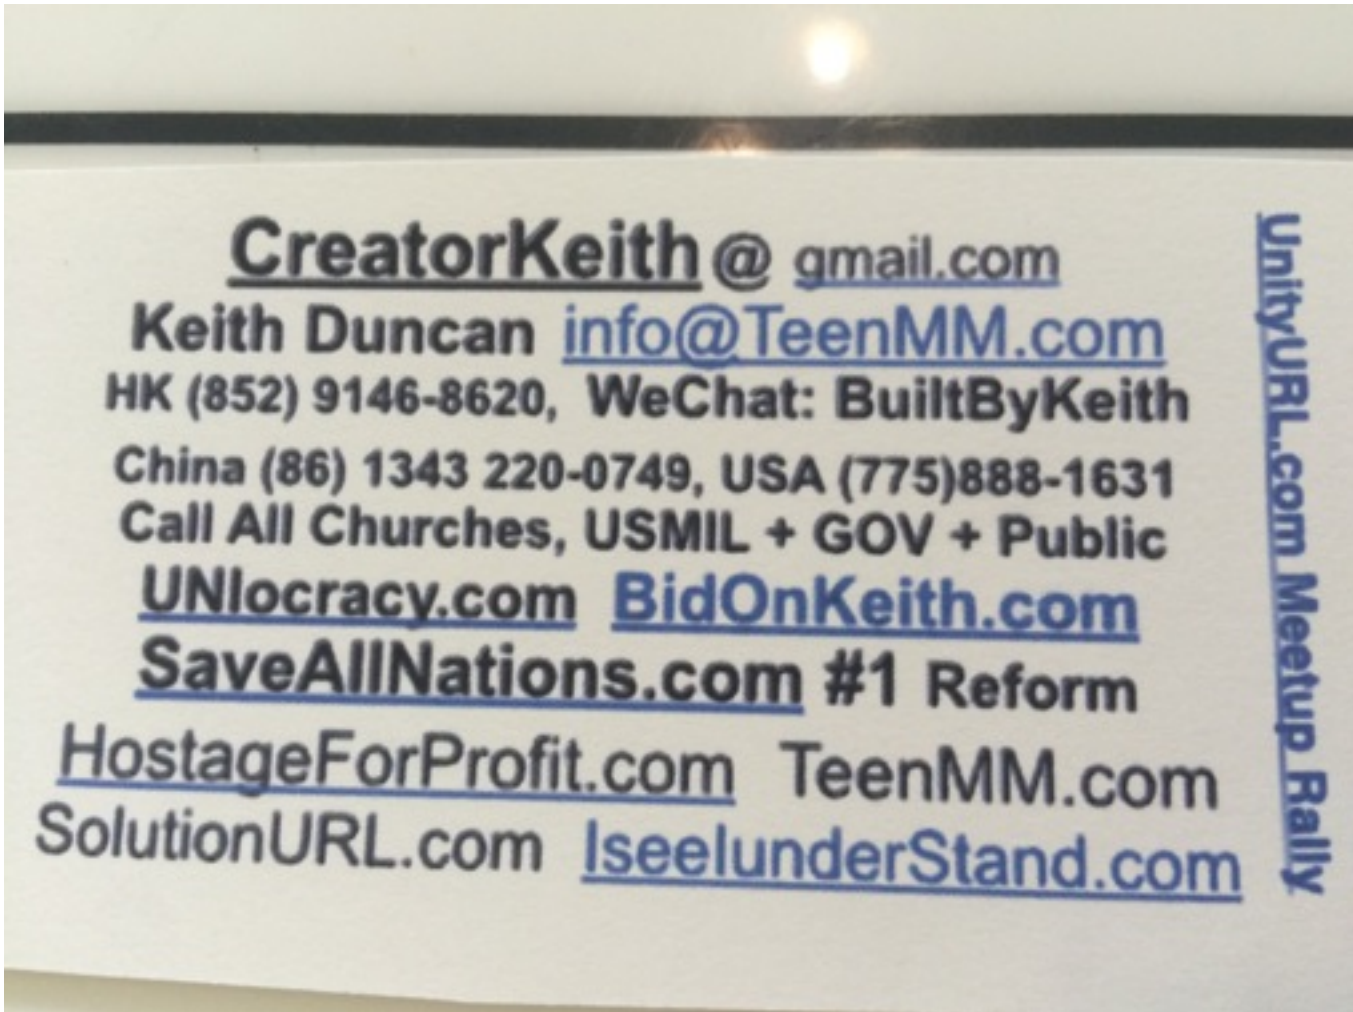 CreatorKeith@ gmail.com
Keith Duncan info@TeenMM.com
HK (852) 9146-8620, WeChat: BuiltByKeith
China (86) 1343 220-0749, USA (775)888-1631
Call All Churches, USMIL + GOV + Public
UNIocracy.com BidOnKeith.com
SaveAllNations.com #1 Reform
HostageForProfit.com TeenMM.com
SolutionURL.com IseeIunderStand.com
UnityURL.com Meetup Rally